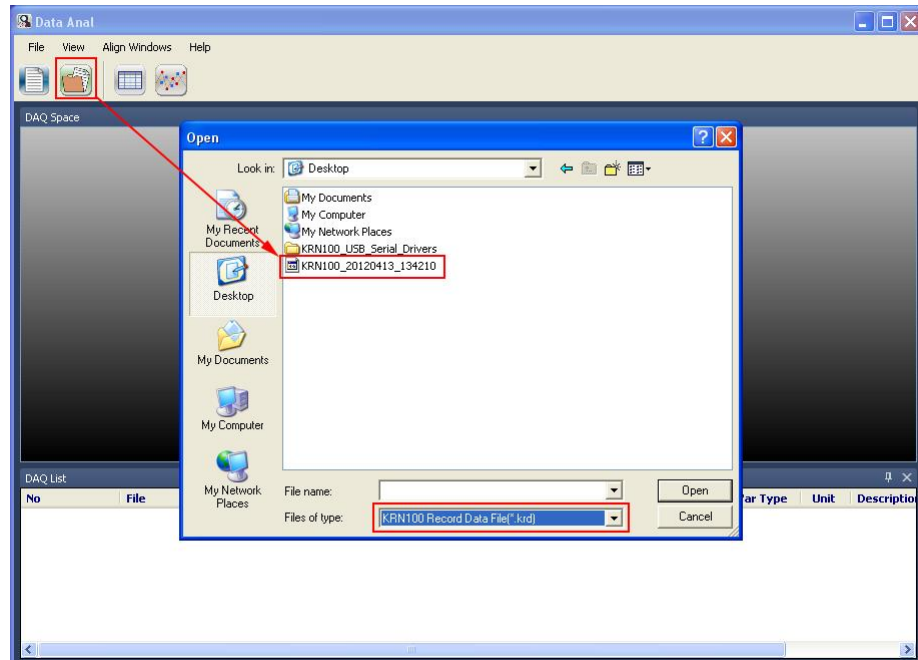 Data Anal
File View Align Windows Help
DAQ Space
Open
Look in: Desktop
My Recent
Documents
Desktop
My Documents
My Computer
My Network
Places
My Documents
My Computer
My Network Places
KRN100_USB_Serial_Drivers
KRN100_20120413_134210
File name:
Open
Files of type: KRN100 Record Data File(*.krd)
Cancel
DAQ List
No File Var Type Unit Description